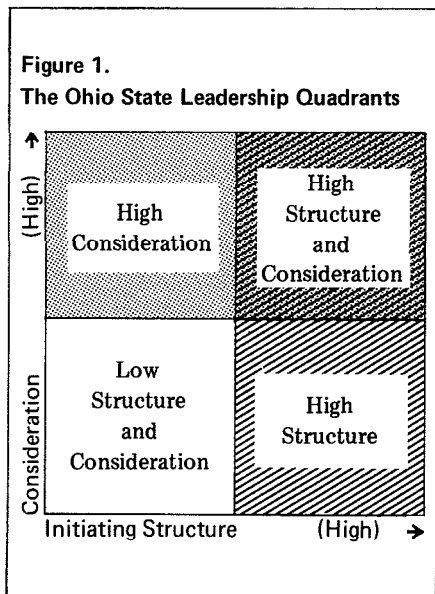 Figure 1.
The Ohio State Leadership Quadrants
(High) →
Consideration
High
Consideration
High
Structure
and
Consideration
Low
Structure
and
Consideration
High
Structure
Initiating Structure (High) →